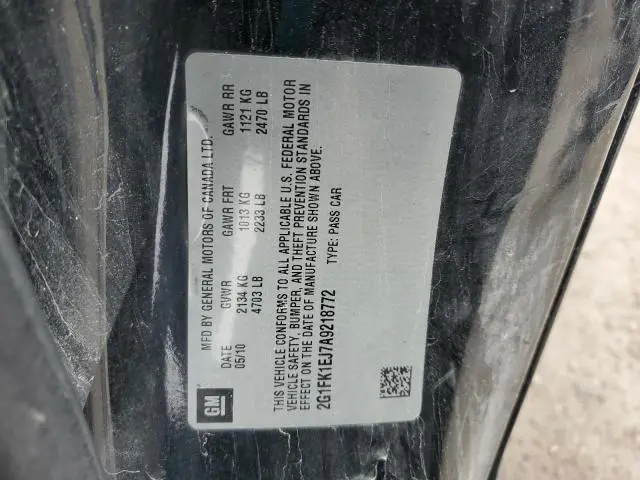 GM
MFD BY GENERAL MOTORS OF CANADA LTD.
DATE GVWR GAWR FRT GAWR RR
05/10 2134 KG 1013 KG 1121 KG
4703 LB 2233 LB 2470 LB
THIS VEHICLE CONFORMS TO ALL APPLICABLE U.S. FEDERAL MOTOR
VEHICLE SAFETY, BUMPER, AND THEFT PREVENTION STANDARDS IN
EFFECT ON THE DATE OF MANUFACTURE SHOWN ABOVE.
2G1FK1EJ7A9218772 TYPE: PASS CAR